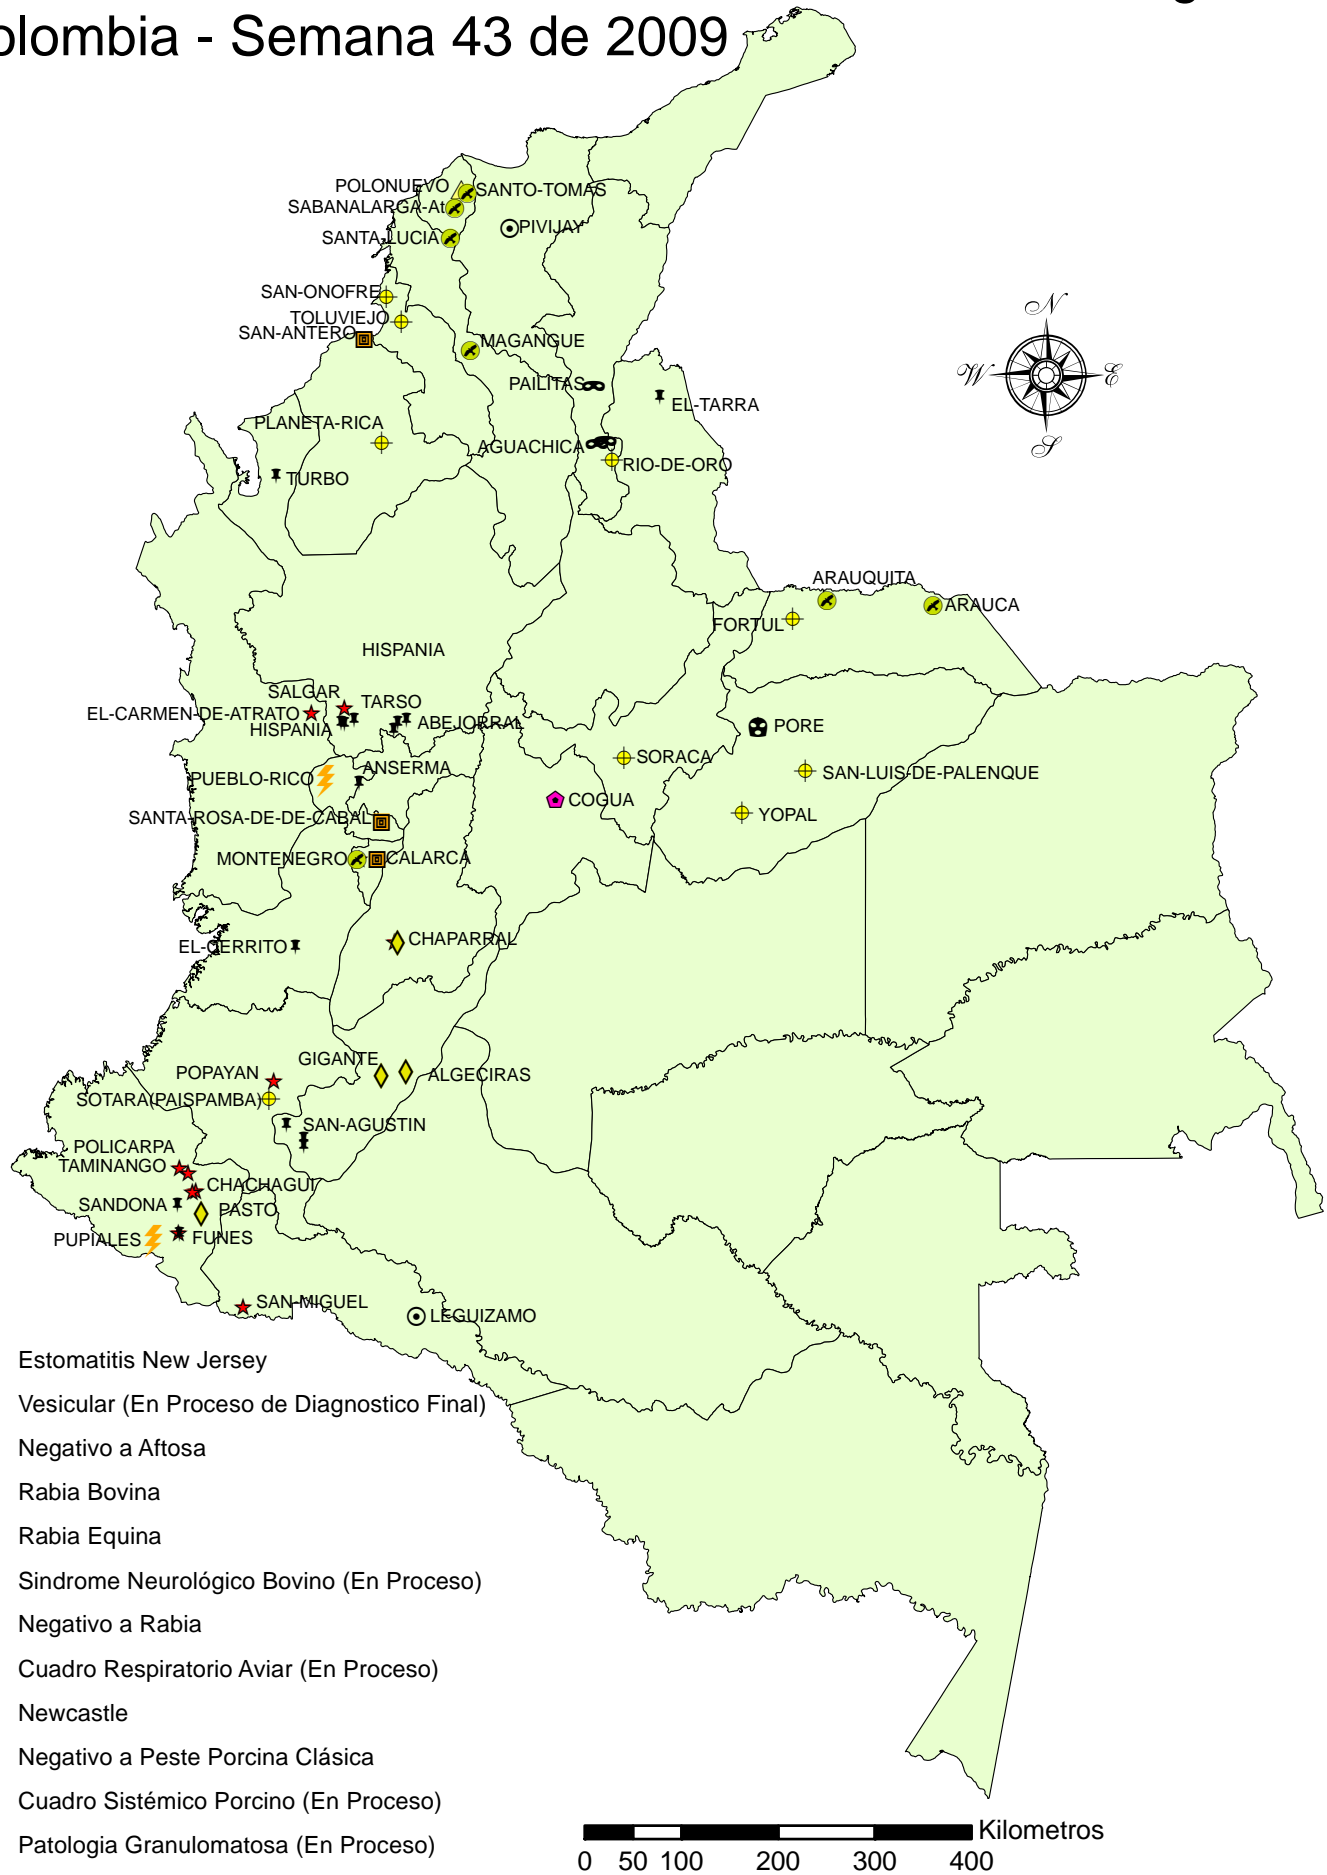 olombia - Semana 43 de 2009
POLONUEVO
SANTO-TOMAS
SABANALARGA-At
PIVIJAY
SANTA-LUCIA
SAN-ONOFRE
TOLUVIEJO
SAN-ANTERO
MAGANGUE
N
W
E
S
PAILITAS
EL-TARRA
PLANETA-RICA
AGUACHICA
RIO-DE-ORO
TURBO
ARAUQUITA
ARAUCA
FORTUL
HISPANIA
SALGAR
TARSO
EL-CARMEN-DE-ATRATO
HISPANIA
ABEJORRAL
PORE
SORACA
ANSERMA
PUEBLO-RICO
SAN-LUIS-DE-PALENQUE
COGUA
YOPAL
SANTA-ROSA-DE-DE-CABAL
MONTENEGRO
CALARCA
CHAPARRAL
EL-CERRITO
GIGANTE
POPAYAN
ALGECIRAS
SOTARA(PAISPAMBA)
SAN-AGUSTIN
POLICARPA
TAMINANGO
CHACHAGUI
SANDONA
PASTO
PUPIALES
FUNES
SAN-MIGUEL
LEGUIZAMO
Estomatitis New Jersey
Vesicular (En Proceso de Diagnostico Final)
Negativo a Aftosa
Rabia Bovina
Rabia Equina
Sindrome Neurológico Bovino (En Proceso)
Negativo a Rabia
Cuadro Respiratorio Aviar (En Proceso)
Newcastle
Negativo a Peste Porcina Clásica
Cuadro Sistémico Porcino (En Proceso)
Patologia Granulomatosa (En Proceso)
Kilometros
0 50 100 200 300 400